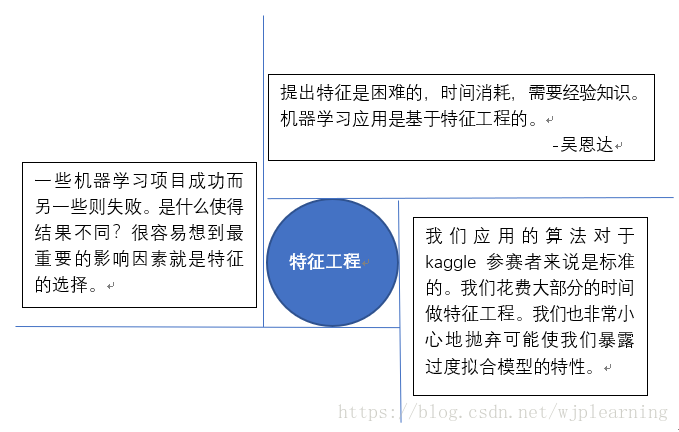 提出特征是困难的，时间消耗，需要经验知识。
机器学习应用是基于特征工程的。
-吴恩达
一些机器学习项目成功而
另一些则失败。是什么使得
结果不同？很容易想到最
重要的影响因素就是特征
的选择。
特征工程
我们应用的算法对于
kaggle 参赛者来说是标准
的。我们花费大部分的时间
做特征工程。我们也非常小
心地抛弃可能使我们暴露
过度拟合模型的特性。
https://blog.csdn.net/wjplearning